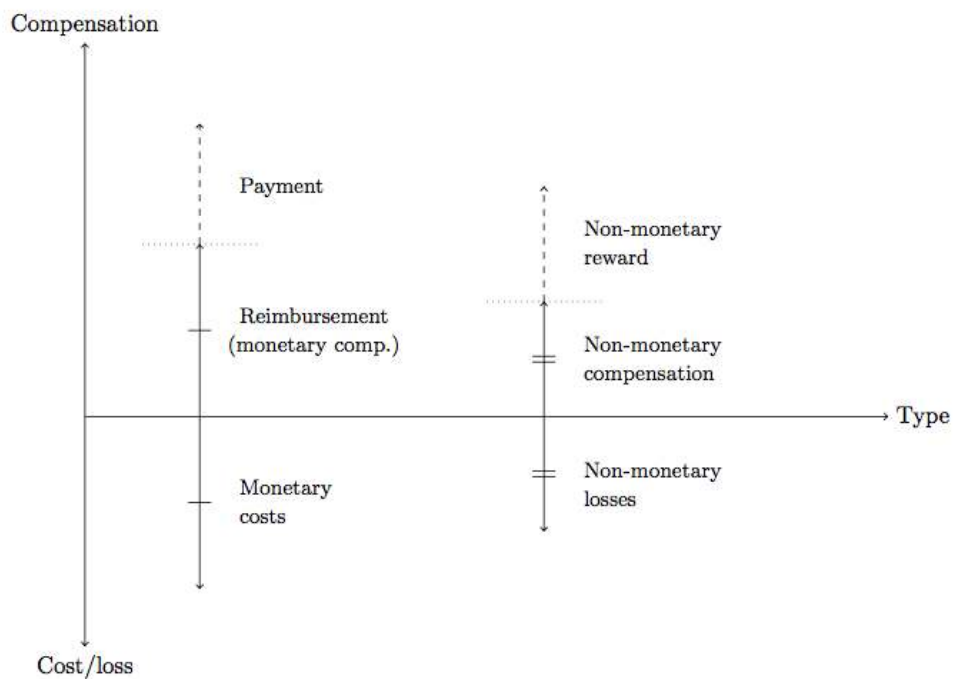 Compensation
Payment
Non-monetary
reward
Reimbursement
(monetary comp.)
Non-monetary
compensation
Type
Monetary
costs
Non-monetary
losses
Cost/loss